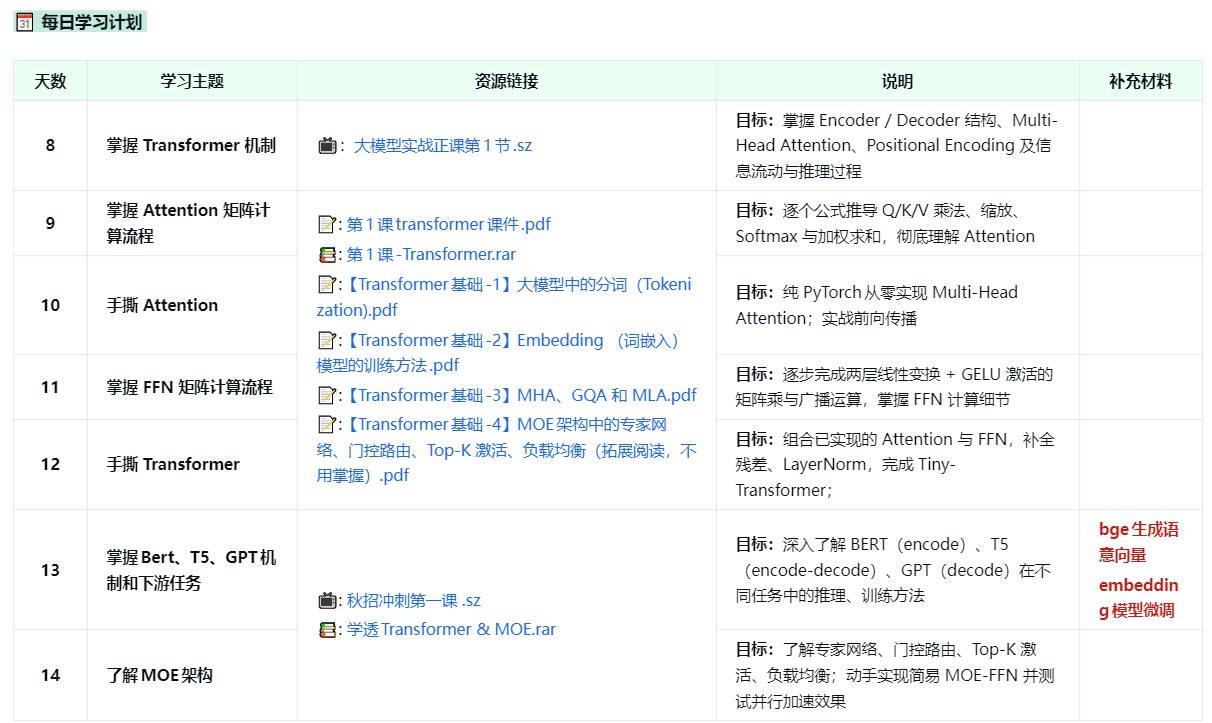 每日学习计划
天数 学习主题 资源链接 说明 补充材料
8
掌握 Transformer 机制
: 大模型实战正课第 1 节.sz
目标：掌握 Encoder / Decoder 结构、Multi-
Head Attention、Positional Encoding 及信
息流动与推理过程
9
掌握 Attention 矩阵计
算流程
: 第 1 课 transformer 课件.pdf
: 第 1 课 -Transformer.rar
: 【Transformer 基础 -1】大模型中的分词（Tokeni
zation).pdf
: 【Transformer 基础 -2】Embedding （词嵌入）
模型的训练方法.pdf
: 【Transformer 基础 -3】MHA、GQA 和 MLA.pdf
: 【Transformer 基础 -4】MOE 架构中的专家网
络、门控路由、Top-K 激活、负载均衡（拓展阅读，不
用掌握）.pdf
目标：逐个公式推导 Q/K/V 乘法、缩放、
Softmax 与加权求和，彻底理解 Attention
10
手撕 Attention
目标：纯 PyTorch 从零实现 Multi-Head
Attention；实战前向传播
11
掌握 FFN 矩阵计算流程
目标：逐步完成两层线性变换 + GELU 激活的
矩阵乘与广播运算，掌握 FFN 计算细节
12
手撕 Transformer
目标：组合已实现的 Attention 与 FFN，补全
残差、LayerNorm，完成 Tiny-
Transformer；
13
掌握 Bert、T5、GPT 机
制和下游任务
: 秋招冲刺第一课 .sz
: 学透 Transformer & MOE.rar
目标：深入了解 BERT（encode）、T5
（encode-decode）、GPT（decode）在不
同任务中的推理、训练方法
bge 生成语
意向量
embeddin
g 模型微调
14
了解 MOE 架构
目标：了解专家网络、门控路由、Top-K 激
活、负载均衡；动手实现简易 MOE-FFN 并测
试并行加速效果